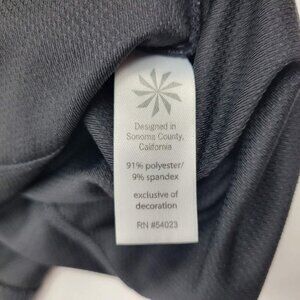 Designed in
Sonoma County,
California
91% polyester/
9% spandex
exclusive of
decoration
RN #54023